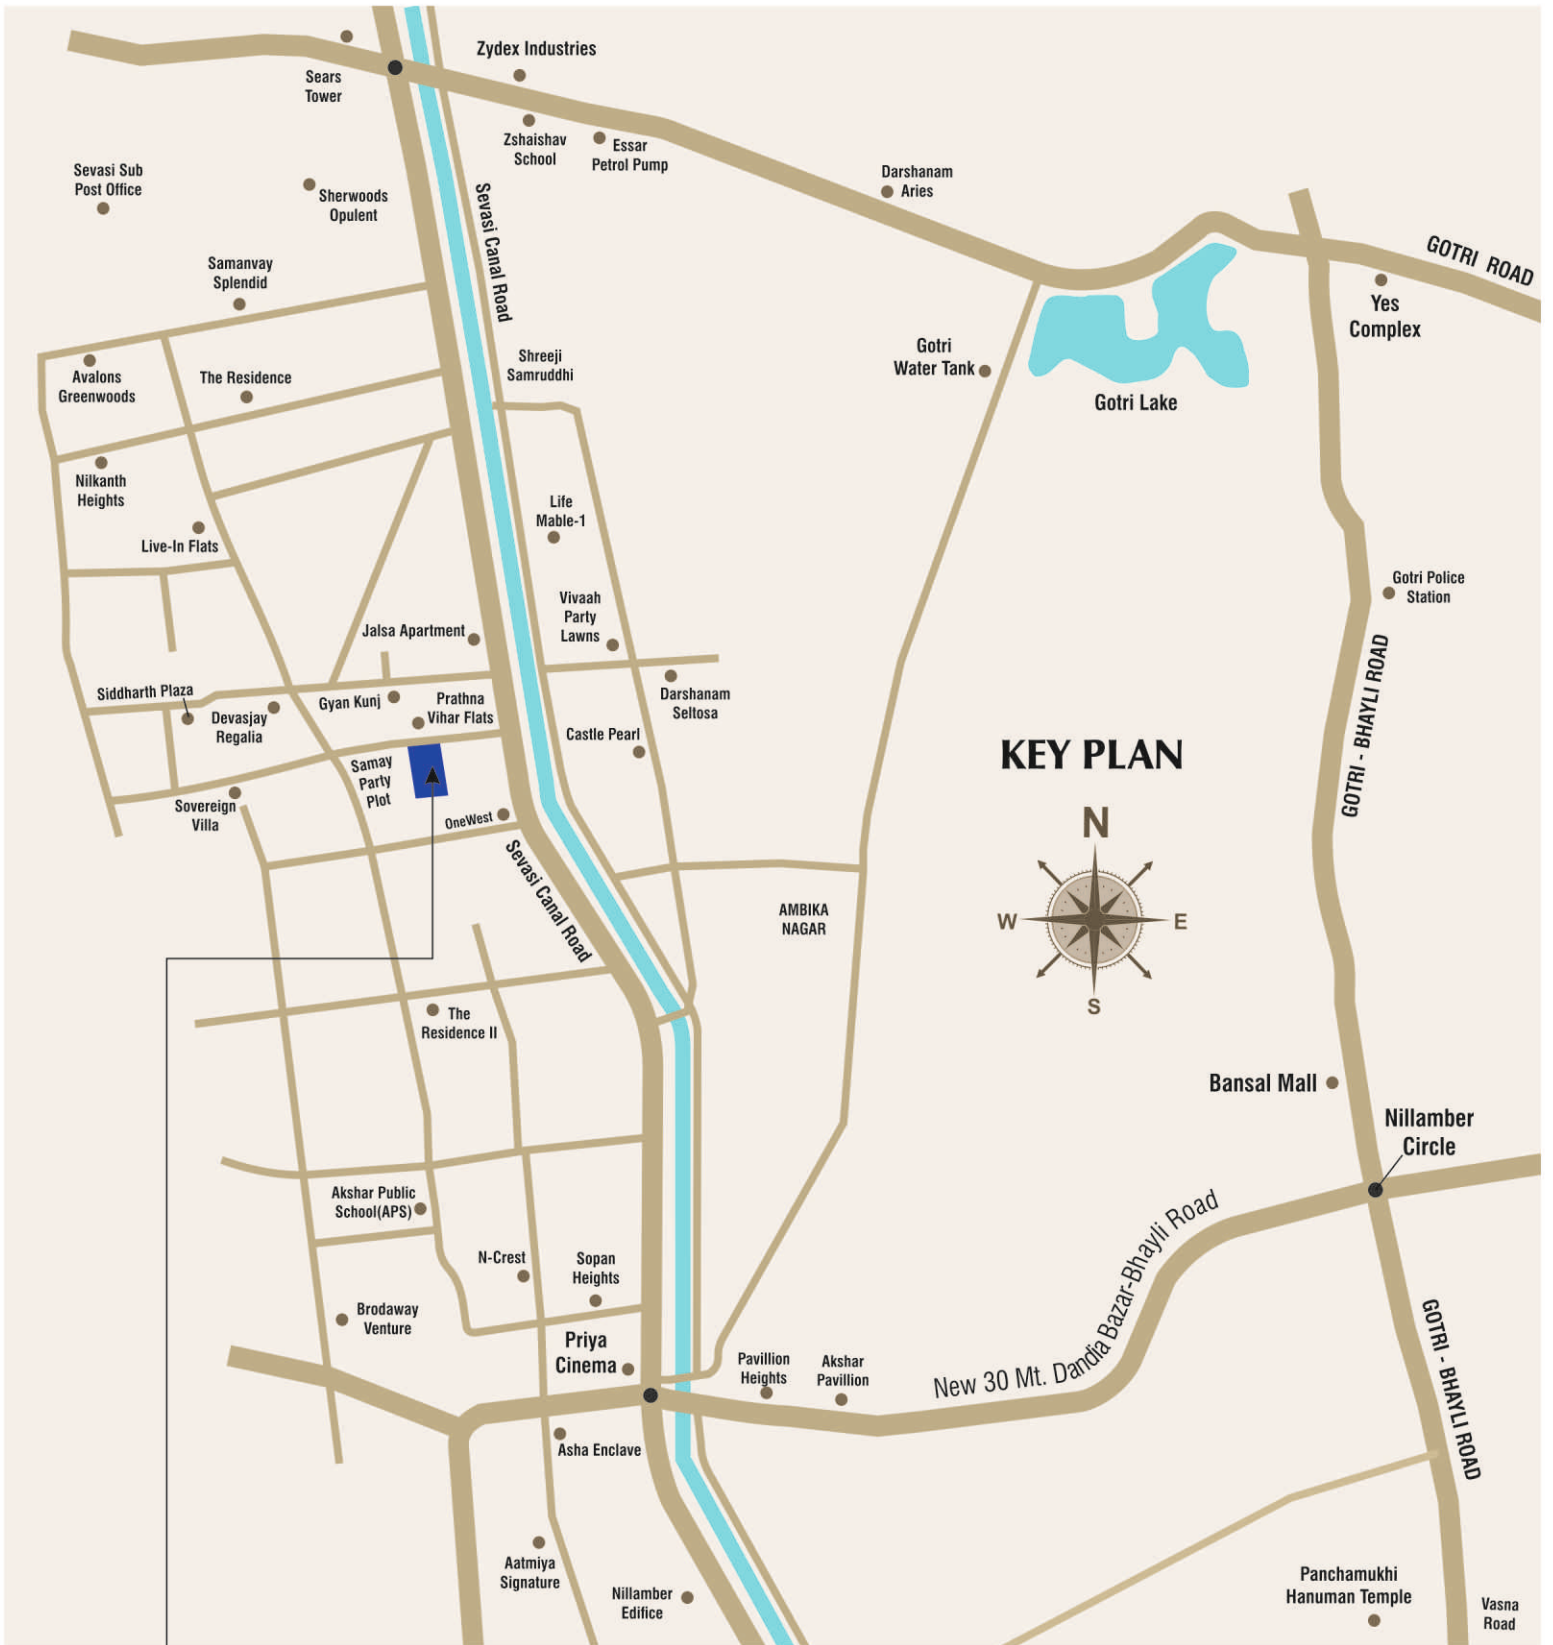 Zydex Industries
Sears
Tower
Zshaishav
School
Essar
Petrol Pump
Sevasi Sub
Post Office
Sherwoods
Opulent
Darshanam
Aries
Sevasi Canal Road
GOTRI ROAD
Yes
Complex
Samanvay
Splendid
Gotri
Water Tank
Gotri Lake
Shreeji
Samruddhi
Avalons
Greenwoods
The Residence
Nilkanth
Heights
Live-In Flats
Life
Mable-1
Vivaah
Party
Lawns
Gotri Police
Station
Jalsa Apartment
Siddharth Plaza
Devasjay
Regalia
Gyan Kunj
Prathna
Vihar Flats
Darshanam
Seltosa
Castle Pearl
GOTRI - BHAYLI ROAD
KEY PLAN
Samay
Party
Plot
Sovereign
Villa
OneWest
Sevasi Canal Road
N
W
E
S
AMBIKA
NAGAR
The
Residence II
Bansal Mall
Nillamber
Circle
Akshar Public
School(APS)
N-Crest
Sopan
Heights
Brodaway
Venture
Priya
Cinema
Pavillion
Heights
Akshar
Pavillion
New 30 Mt. Dandia Bazar-Bhayli Road
GOTRI - BHAYLI ROAD
Asha Enclave
Aatmiya
Signature
Nillamber
Edifice
Panchamukhi
Hanuman Temple
Vasna
Road